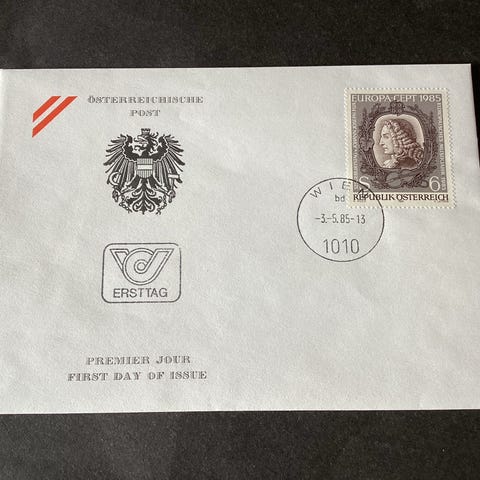 ÖSTERREICHISCHE
POST
ERSTTAG
PREMIER JOUR
FIRST DAY OF ISSUE
EUROPA CEPT 1985
S 6
REPUBLIK ÖSTERREICH
WIEN
bd
-3.-5.85-13
1010